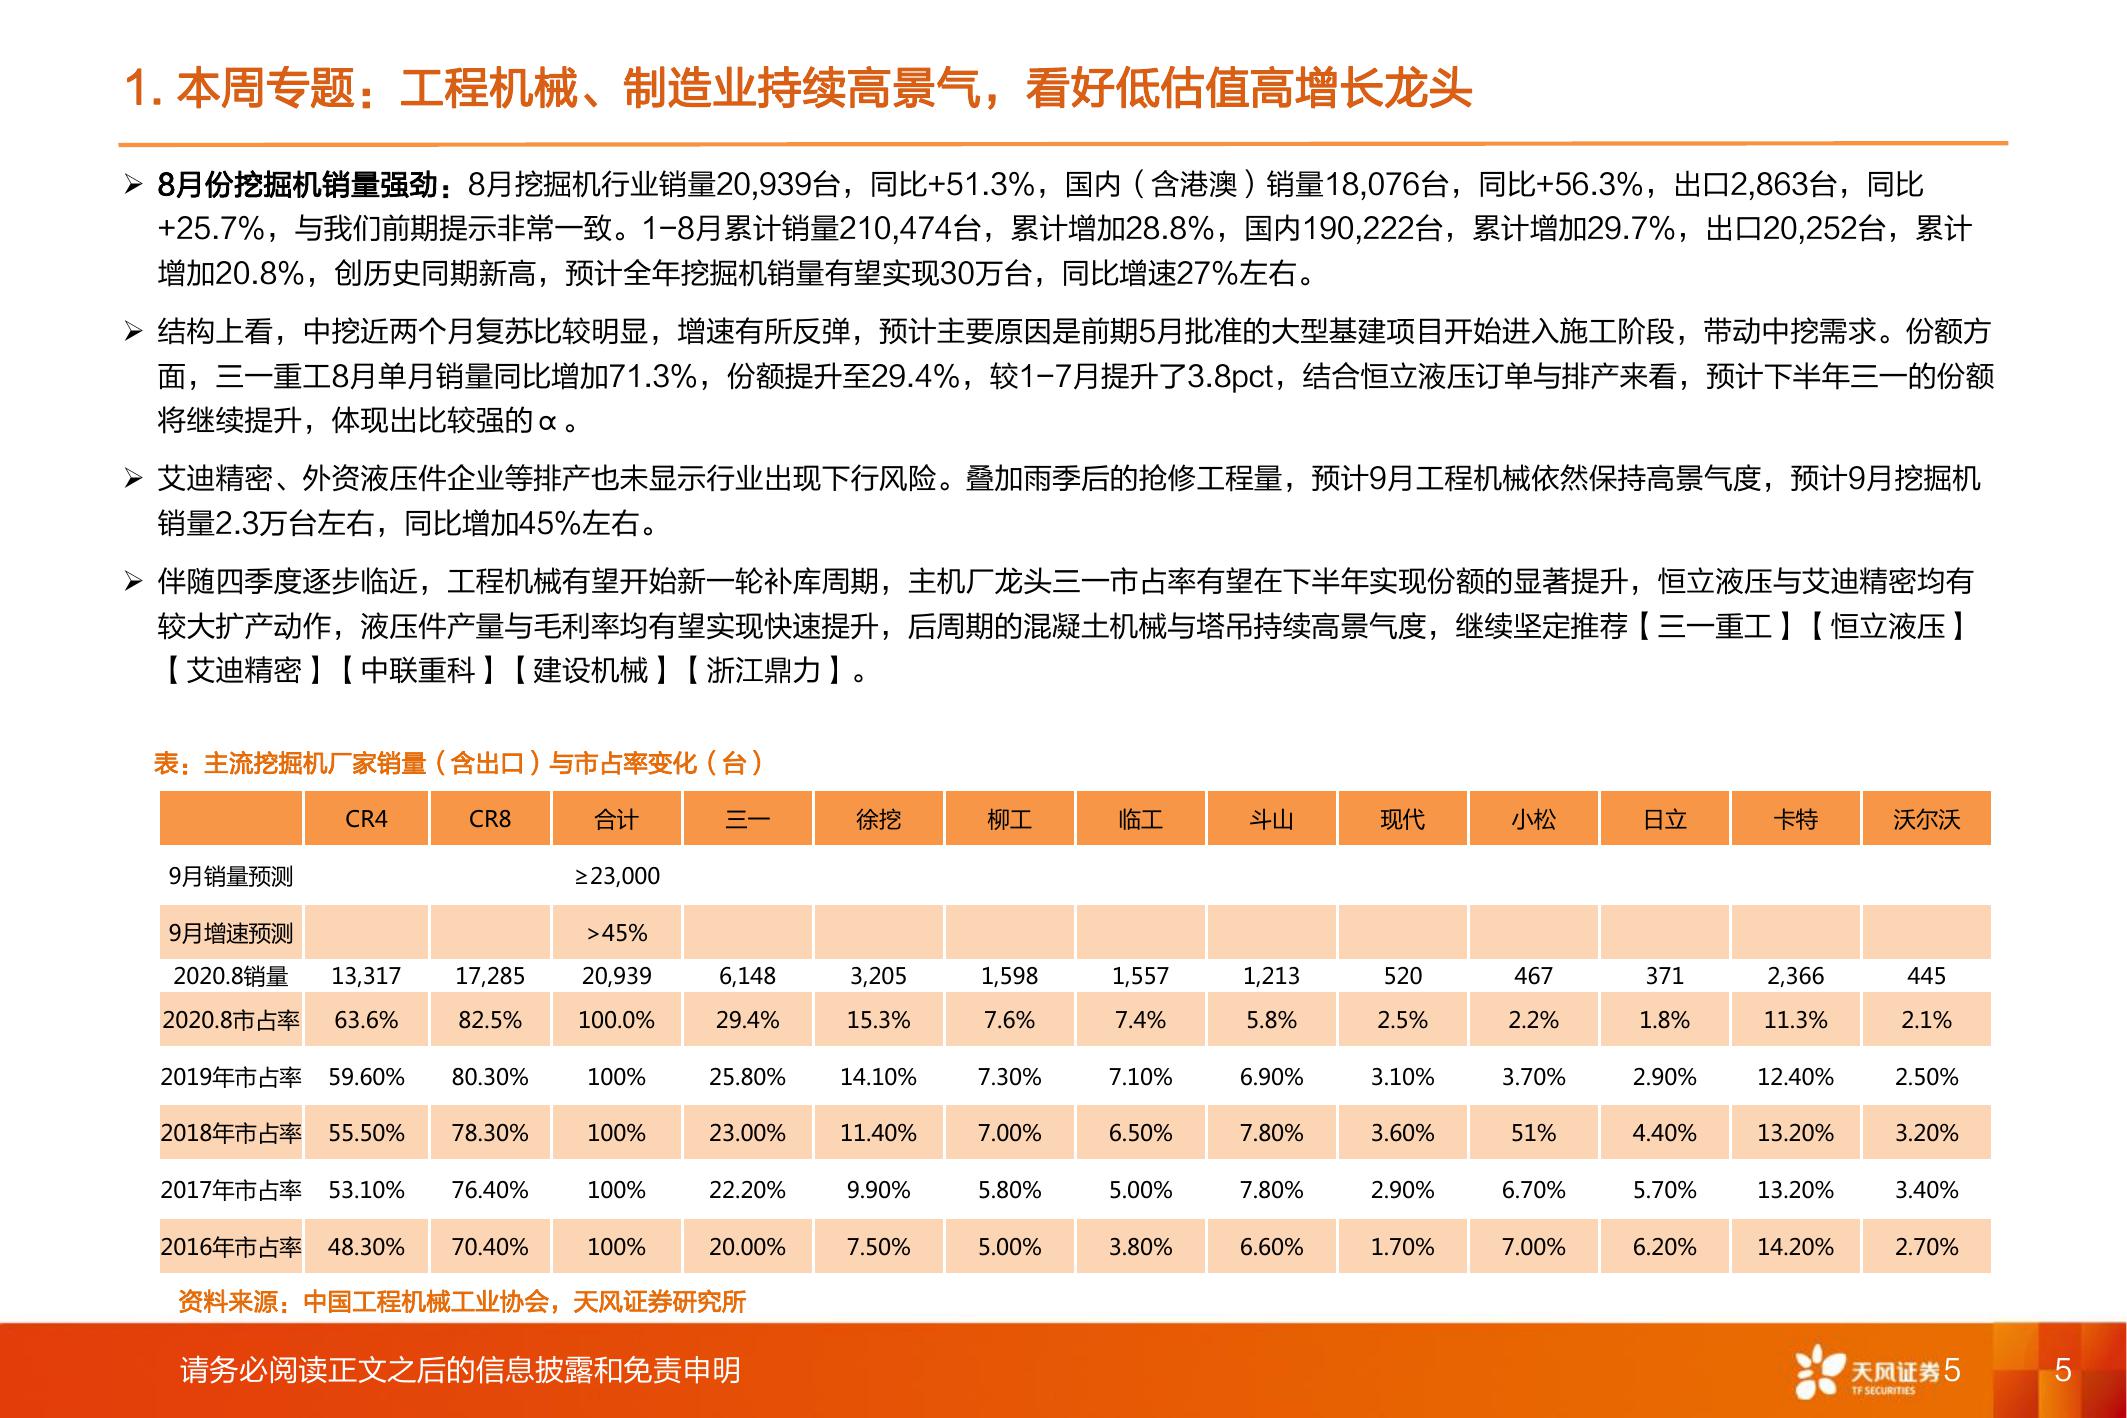 1. 本周专题：工程机械、制造业持续高景气，看好低估值高增长龙头
➢ 8月份挖掘机销量强劲：8月挖掘机行业销量20,939台，同比+51.3%，国内（含港澳）销量18,076台，同比+56.3%，出口2,863台，同比
+25.7%，与我们前期提示非常一致。1-8月累计销量210,474台，累计增加28.8%，国内190,222台，累计增加29.7%，出口20,252台，累计
增加20.8%，创历史同期新高，预计全年挖掘机销量有望实现30万台，同比增速27%左右。
➢ 结构上看，中挖近两个月复苏比较明显，增速有所反弹，预计主要原因是前期5月批准的大型基建项目开始进入施工阶段，带动中挖需求。份额方
面，三一重工8月单月销量同比增加71.3%，份额提升至29.4%，较1-7月提升了3.8pct，结合恒立液压订单与排产来看，预计下半年三一的份额
将继续提升，体现出比较强的α。
➢ 艾迪精密、外资液压件企业等排产也未显示行业出现下行风险。叠加雨季后的抢修工程量，预计9月工程机械依然保持高景气度，预计9月挖掘机
销量2.3万台左右，同比增加45%左右。
➢ 伴随四季度逐步临近，工程机械有望开始新一轮补库周期，主机厂龙头三一市占率有望在下半年实现份额的显著提升，恒立液压与艾迪精密均有
较大扩产动作，液压件产量与毛利率均有望实现快速提升，后周期的混凝土机械与塔吊持续高景气度，继续坚定推荐【三一重工】【恒立液压】
【艾迪精密】【中联重科】【建设机械】【浙江鼎力】。
表：主流挖掘机厂家销量（含出口）与市占率变化（台）
CR4 CR8 合计 三一 徐挖 柳工 临工 斗山 现代 小松 日立 卡特 沃尔沃
9月销量预测 ≥23,000
9月增速预测 >45%
2020.8销量 13,317 17,285 20,939 6,148 3,205 1,598 1,557 1,213 520 467 371 2,366 445
2020.8市占率 63.6% 82.5% 100.0% 29.4% 15.3% 7.6% 7.4% 5.8% 2.5% 2.2% 1.8% 11.3% 2.1%
2019年市占率 59.60% 80.30% 100% 25.80% 14.10% 7.30% 7.10% 6.90% 3.10% 3.70% 2.90% 12.40% 2.50%
2018年市占率 55.50% 78.30% 100% 23.00% 11.40% 7.00% 6.50% 7.80% 3.60% 51% 4.40% 13.20% 3.20%
2017年市占率 53.10% 76.40% 100% 22.20% 9.90% 5.80% 5.00% 7.80% 2.90% 6.70% 5.70% 13.20% 3.40%
2016年市占率 48.30% 70.40% 100% 20.00% 7.50% 5.00% 3.80% 6.60% 1.70% 7.00% 6.20% 14.20% 2.70%
资料来源：中国工程机械工业协会，天风证券研究所
请务必阅读正文之后的信息披露和免责申明
天风证券 5
TF SECURITIES
5